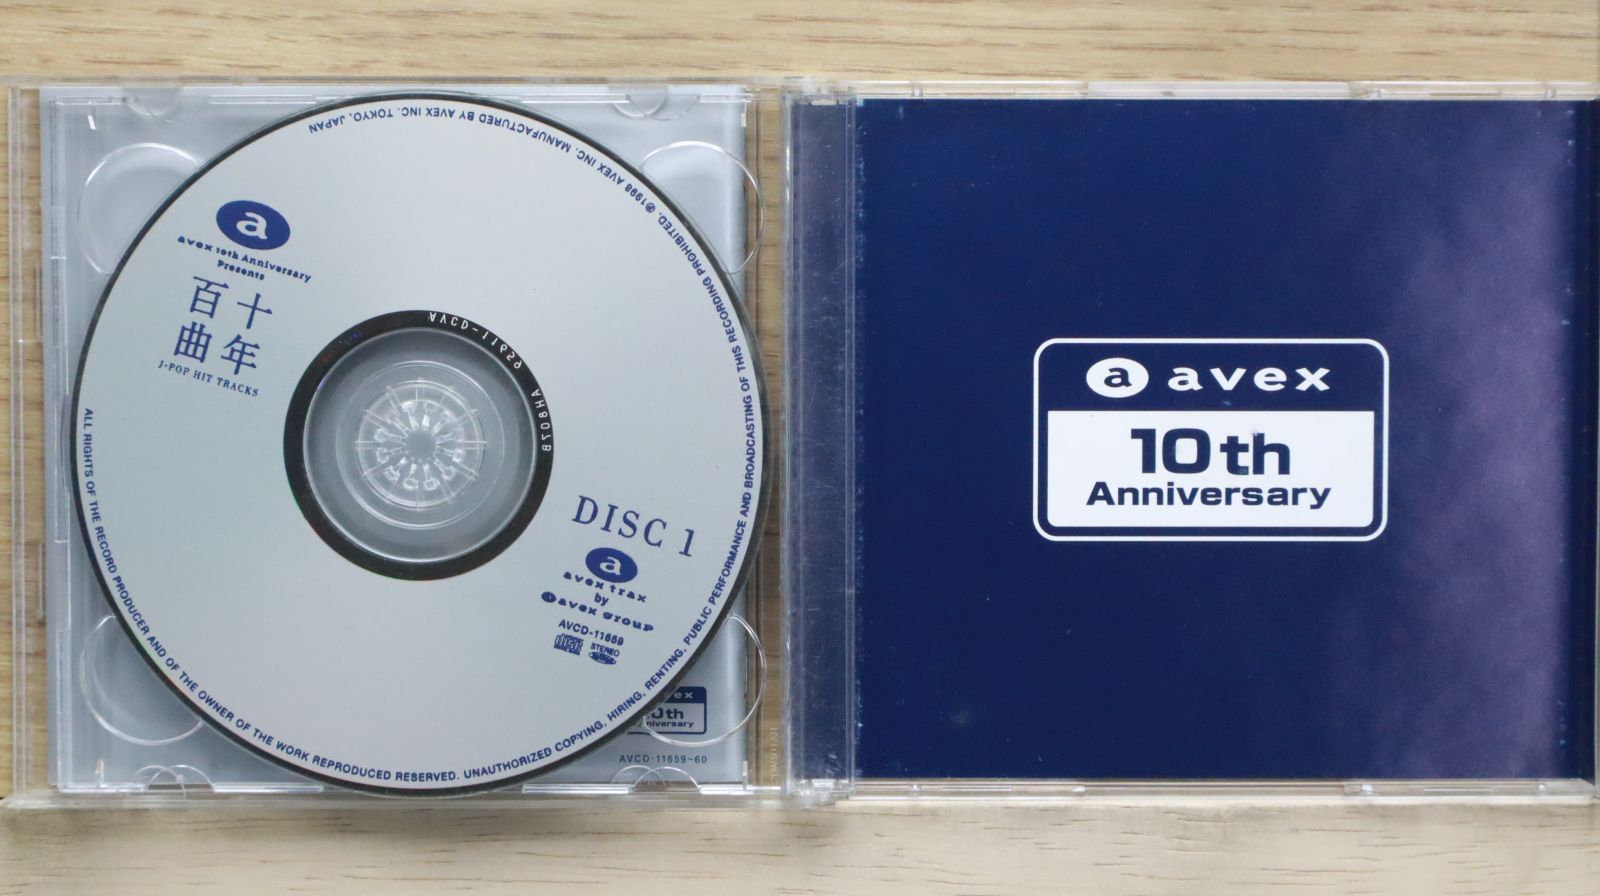 a
avex 10th Anniversary
Presents
十年
百曲
J-POP HIT TRACKS
DISC 1
a
avex trax
by
a avex group
AVCD-11659
STEREO
ALL RIGHTS OF THE RECORD PRODUCER AND OF THE OWNER OF THE WORK REPRODUCED RESERVED. UNAUTHORIZED COPYING, HIRING, RENTING, PUBLIC PERFORMANCE AND BROADCASTING OF THIS RECORDING PROHIBITED. ℗1998 AVEX INC. MANUFACTURED BY AVEX INC. TOKYO, JAPAN
10th
Anniversary
AVCD-11659~60
a avex
10th
Anniversary